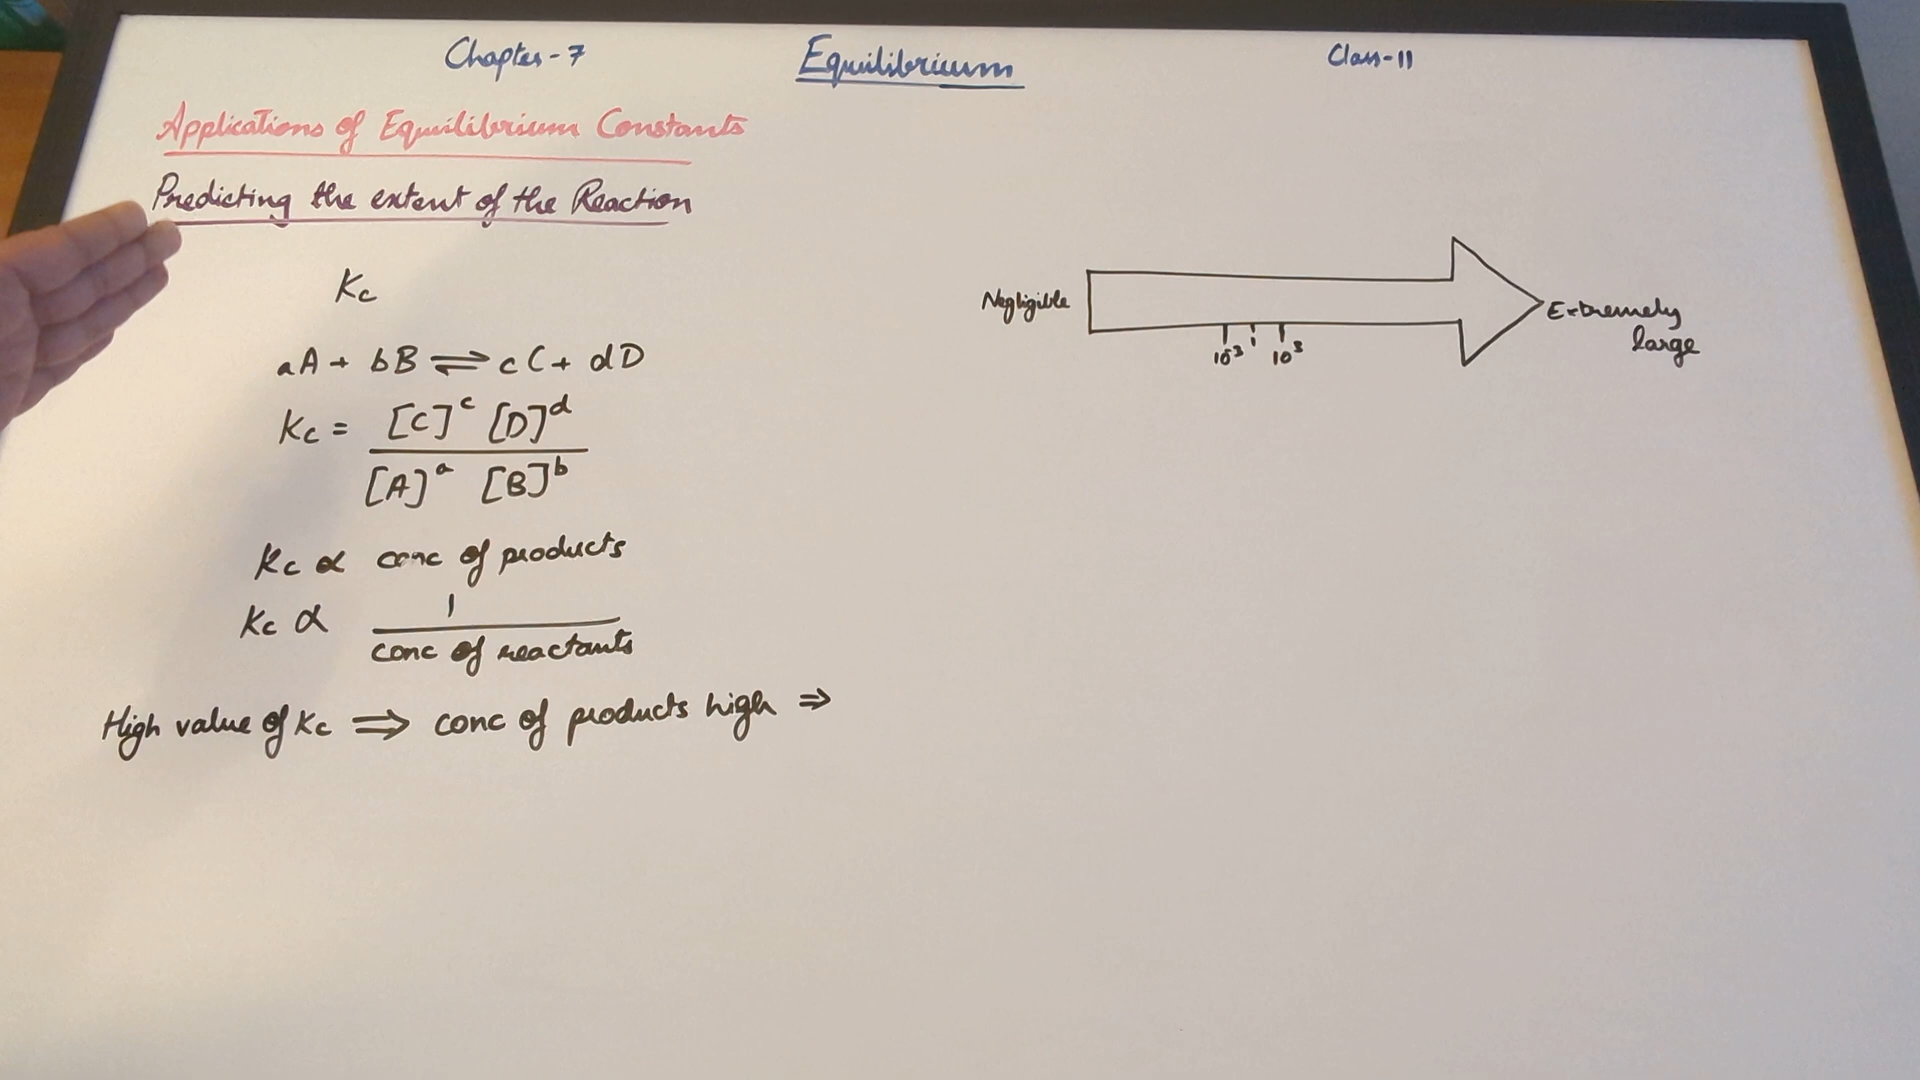 Chapter-7
Equilibrium
Class-11
Applications of Equilibrium Constants
Predicting the extent of the Reaction
Kc
aA + bB ⇌ cC + dD
Kc = [C]^c [D]^d
[A]^a [B]^b
Kc α conc of products
Kc α 1
conc of reactants
High value of Kc ⇒ conc of products high ⇒
Negligible
Extremely
large
10^-3 1 10^3